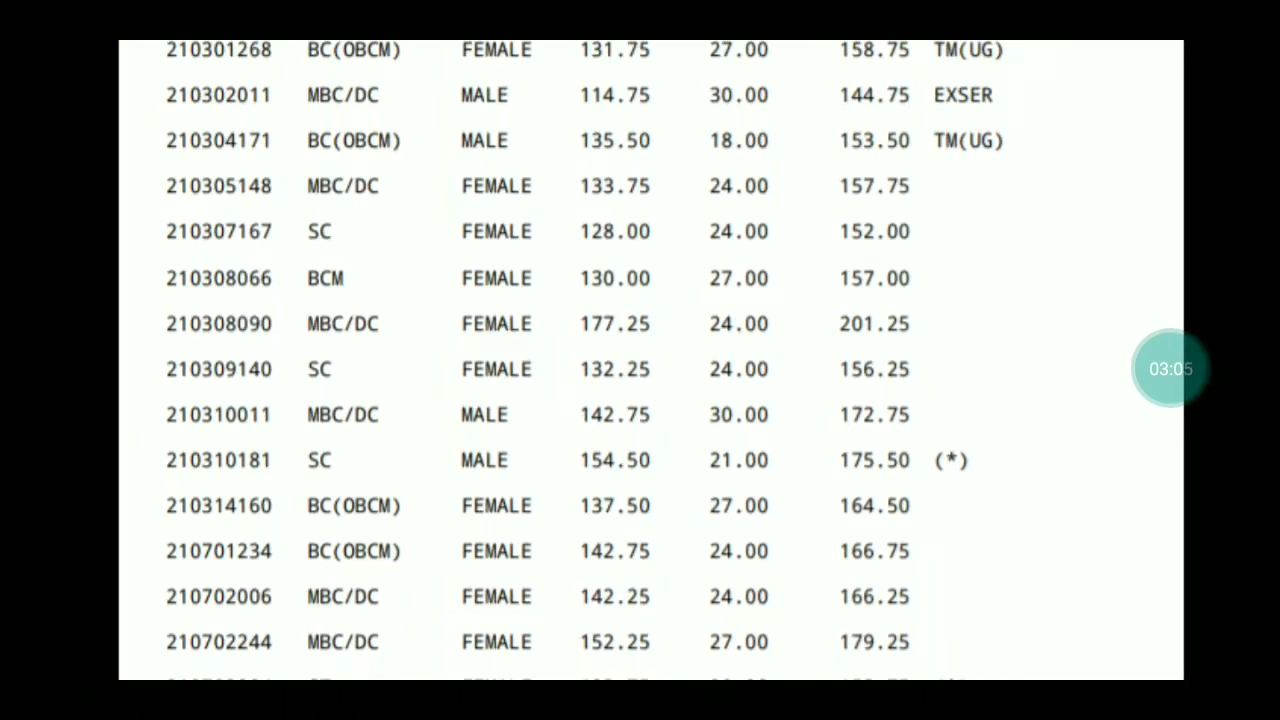 210301268 BC(OBCM) FEMALE 131.75 27.00 158.75 TM(UG)
210302011 MBC/DC MALE 114.75 30.00 144.75 EXSER
210304171 BC(OBCM) MALE 135.50 18.00 153.50 TM(UG)
210305148 MBC/DC FEMALE 133.75 24.00 157.75
210307167 SC FEMALE 128.00 24.00 152.00
210308066 BCM FEMALE 130.00 27.00 157.00
210308090 MBC/DC FEMALE 177.25 24.00 201.25
210309140 SC FEMALE 132.25 24.00 156.25
03:05
210310011 MBC/DC MALE 142.75 30.00 172.75
210310181 SC MALE 154.50 21.00 175.50 (*)
210314160 BC(OBCM) FEMALE 137.50 27.00 164.50
210701234 BC(OBCM) FEMALE 142.75 24.00 166.75
210702006 MBC/DC FEMALE 142.25 24.00 166.25
210702244 MBC/DC FEMALE 152.25 27.00 179.25